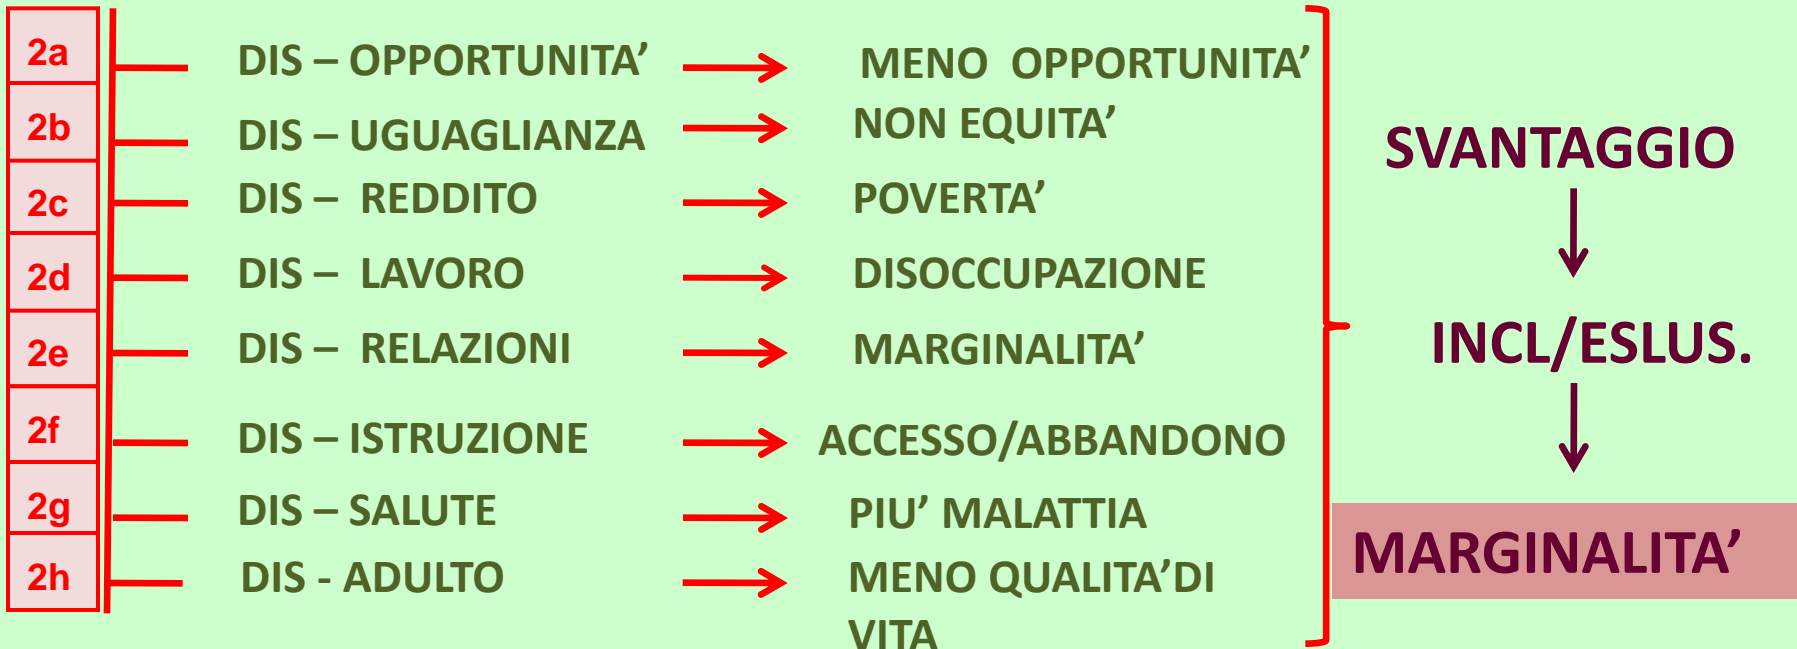 2a DIS – OPPORTUNITA’ MENO OPPORTUNITA’
2b DIS – UGUAGLIANZA NON EQUITA’
2c DIS – REDDITO POVERTA’
2d DIS – LAVORO DISOCCUPAZIONE
2e DIS – RELAZIONI MARGINALITA’
2f DIS – ISTRUZIONE ACCESSO/ABBANDONO
2g DIS – SALUTE PIU’ MALATTIA
2h DIS - ADULTO MENO QUALITA’DI
VITA
SVANTAGGIO
INCL/ESLUS.
MARGINALITA’